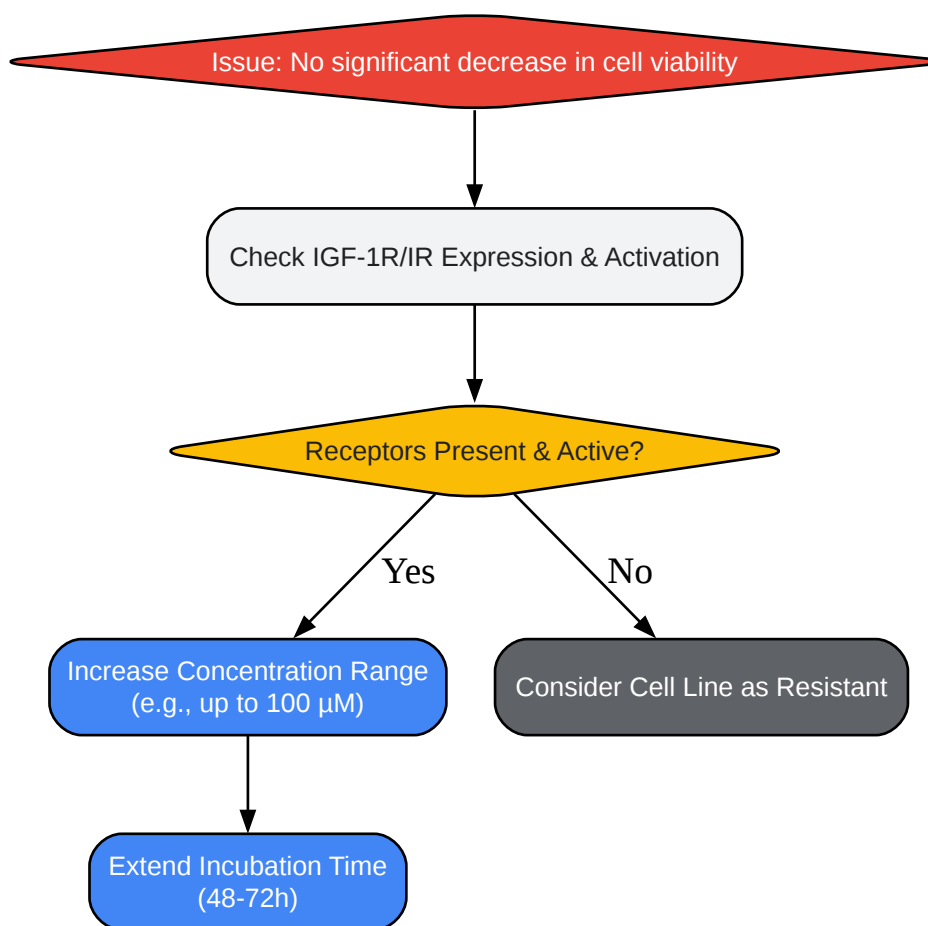 Issue: No significant decrease in cell viability
Check IGF-1R/IR Expression & Activation
Receptors Present & Active?
Yes
No
Increase Concentration Range
(e.g., up to 100 µM)
Consider Cell Line as Resistant
Extend Incubation Time
(48-72h)